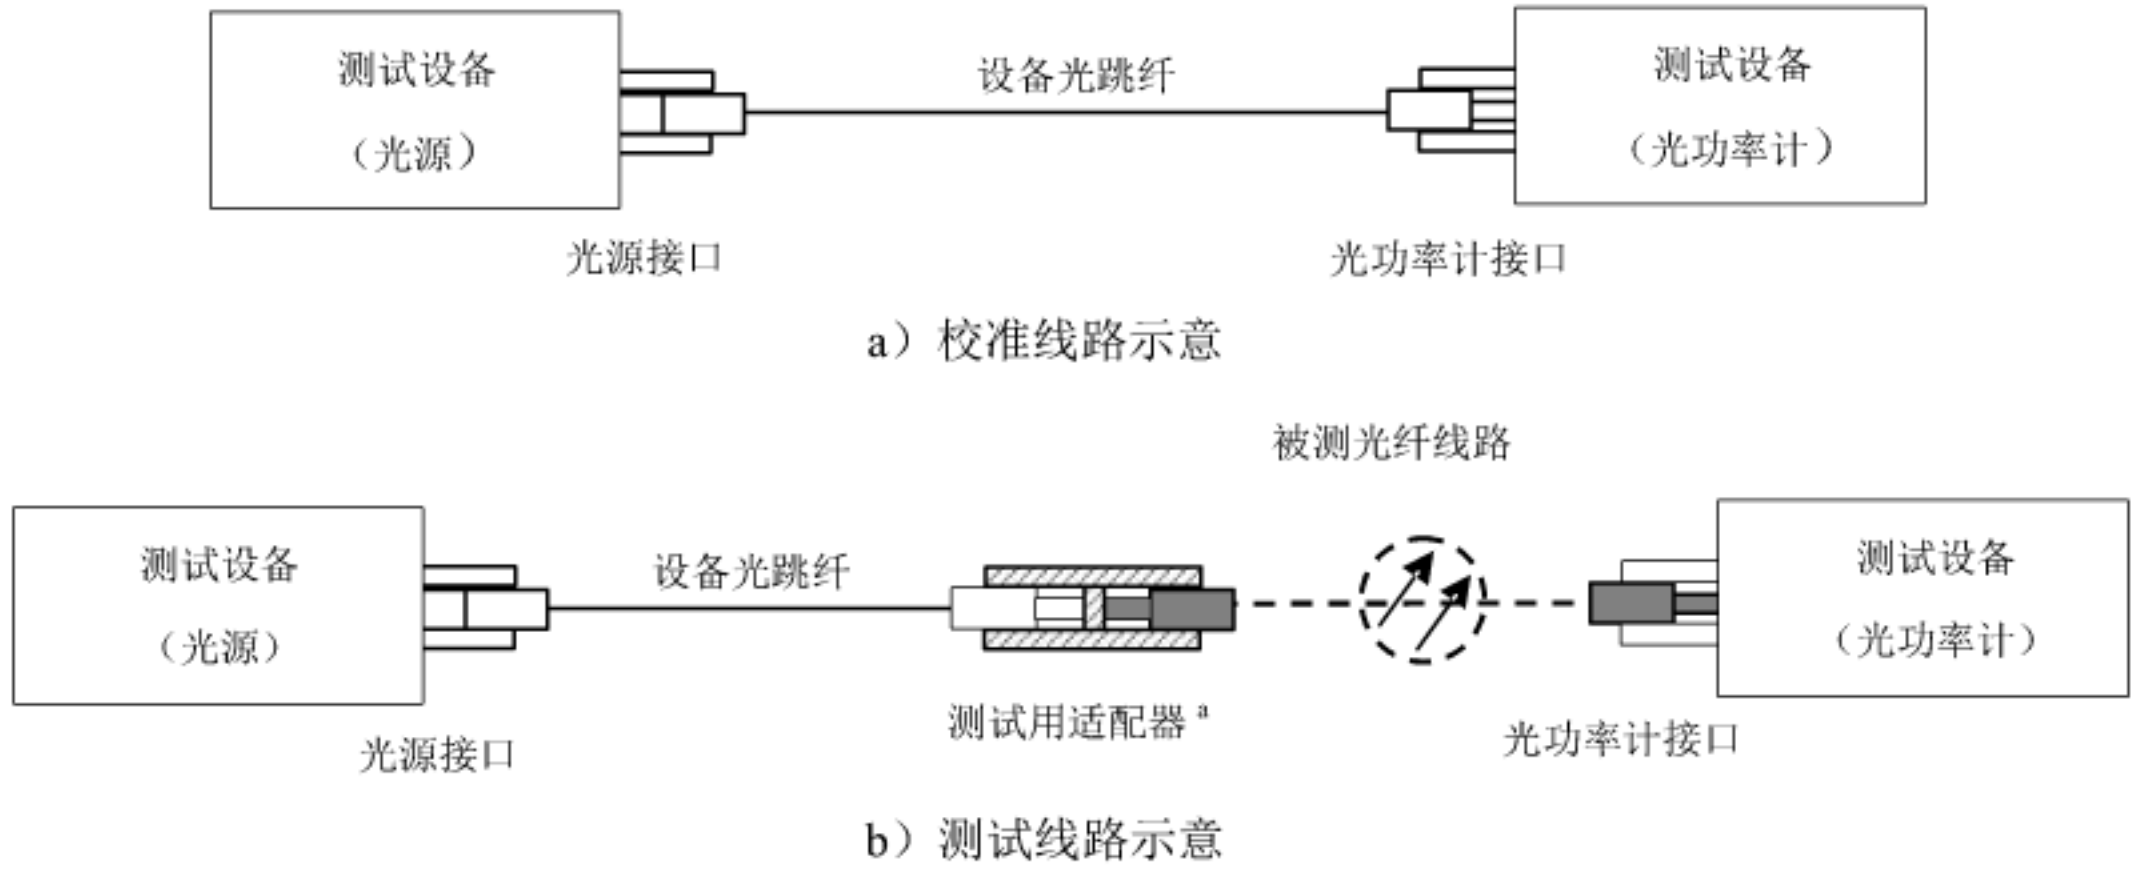 测试设备
（光源）
设备光跳纤
测试设备
（光功率计）
光源接口
光功率计接口
a）校准线路示意
被测光纤线路
测试设备
（光源）
设备光跳纤
测试设备
（光功率计）
测试用适配器 a
光源接口
光功率计接口
b）测试线路示意